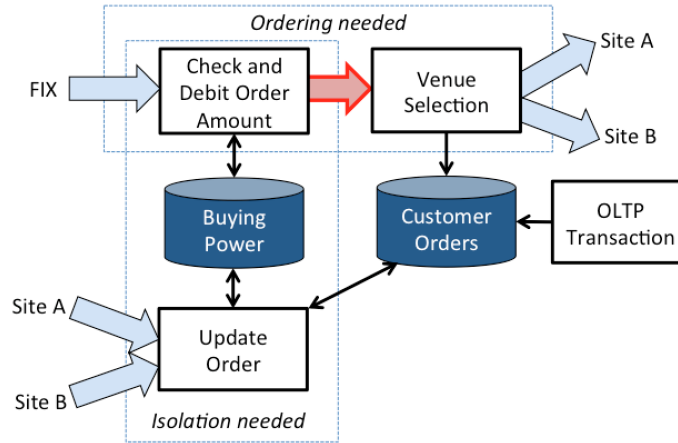 Ordering needed
Site A
FIX
Check and
Debit Order
Amount
Venue
Selection
Site B
Buying
Power
Customer
Orders
OLTP
Transaction
Site A
Update
Order
Site B
Isolation needed